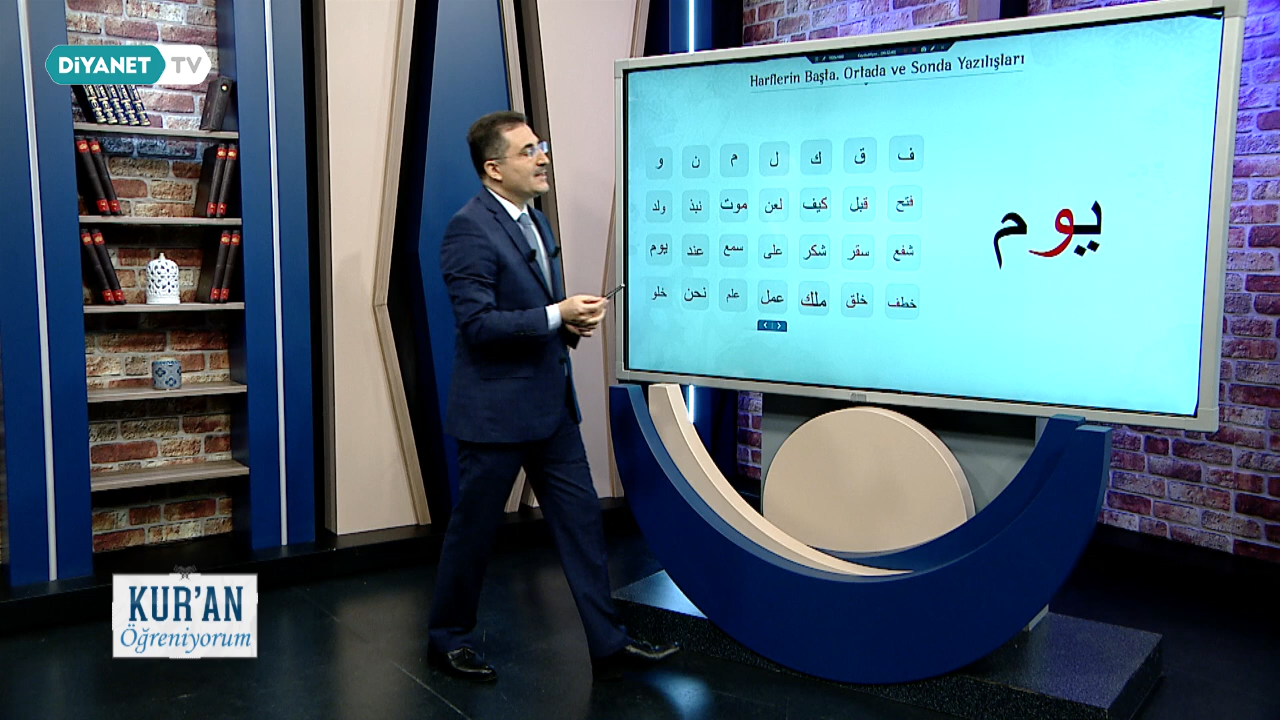 DİYANET TV
Harflerin Başta, Ortada ve Sonda Yazılışları
ف ق ك ل م ن و
فتح قبل كيف لعن موت نبذ ولد
شفع سقر شكر على سمع عند يوم
خطف خلق ملك عمل علم نحن خلو
يوم
KUR'AN
Öğreniyorum